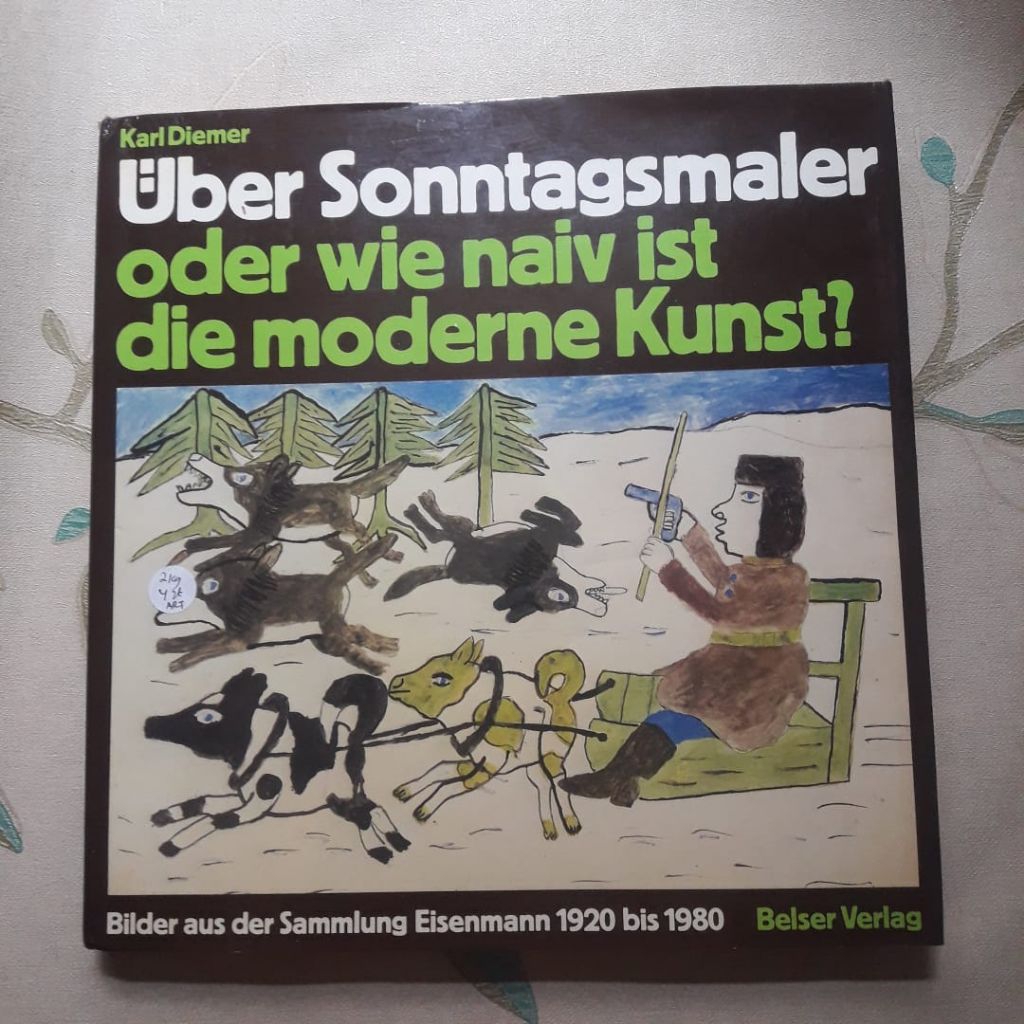 Karl Diemer
Über Sonntagsmaler
oder wie naiv ist
die moderne Kunst?
ART
Bilder aus der Sammlung Eisenmann 1920 bis 1980
Belser Verlag